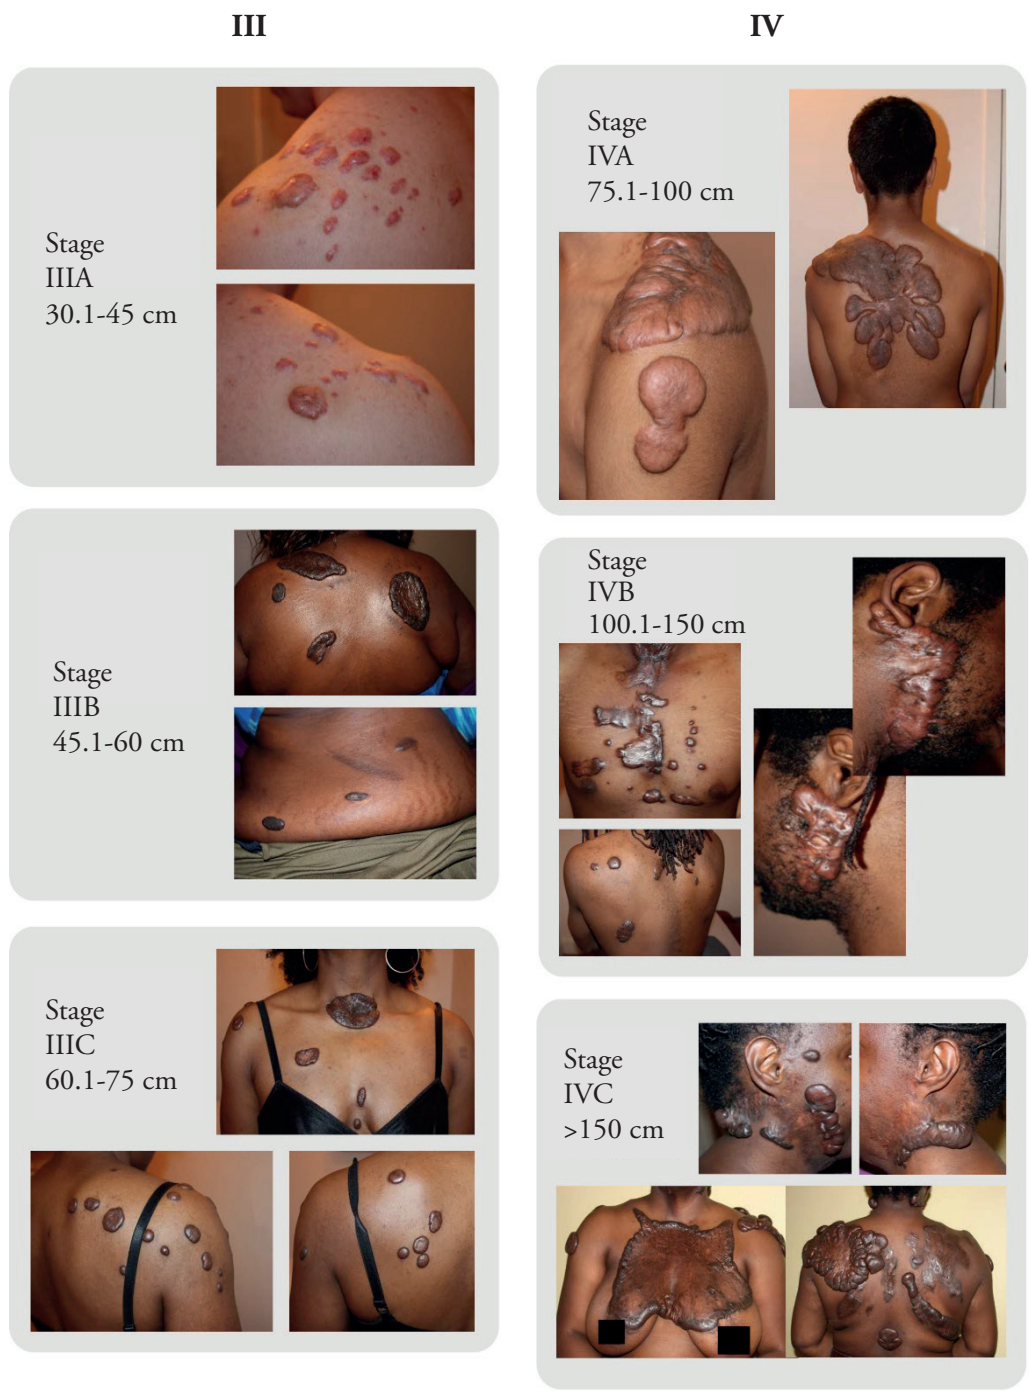 III
Stage
IIIA
30.1-45 cm
Stage
IIIB
45.1-60 cm
Stage
IIIC
60.1-75 cm
IV
Stage
IVA
75.1-100 cm
Stage
IVB
100.1-150 cm
Stage
IVC
>150 cm